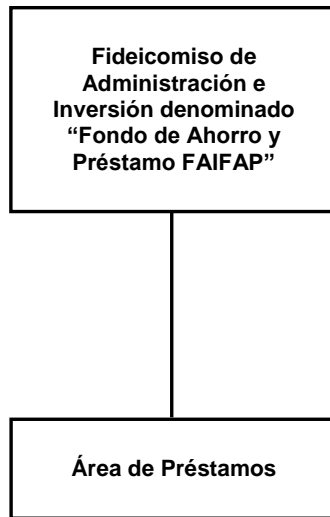 Fideicomiso de
Administración e
Inversión denominado
“Fondo de Ahorro y
Préstamo FAIFAP”
Área de Préstamos